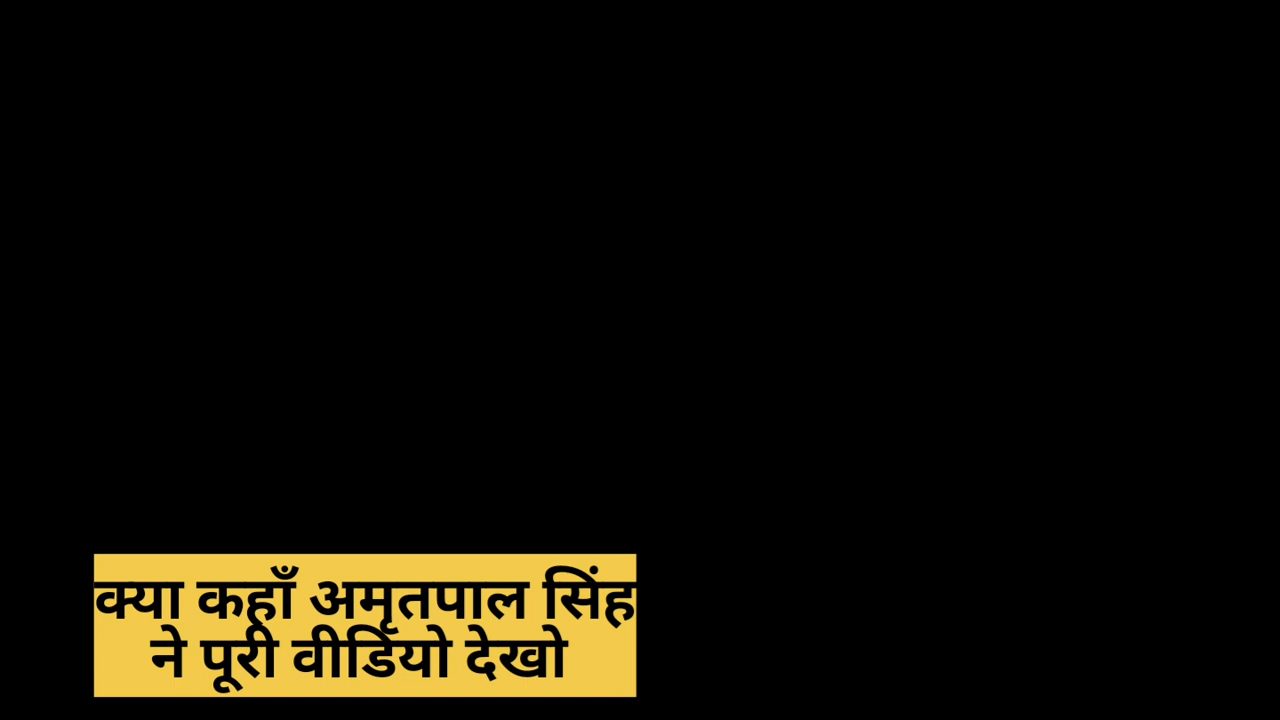 क्या कहाँ अमृतपाल सिंह
ने पूरी वीडियो देखो